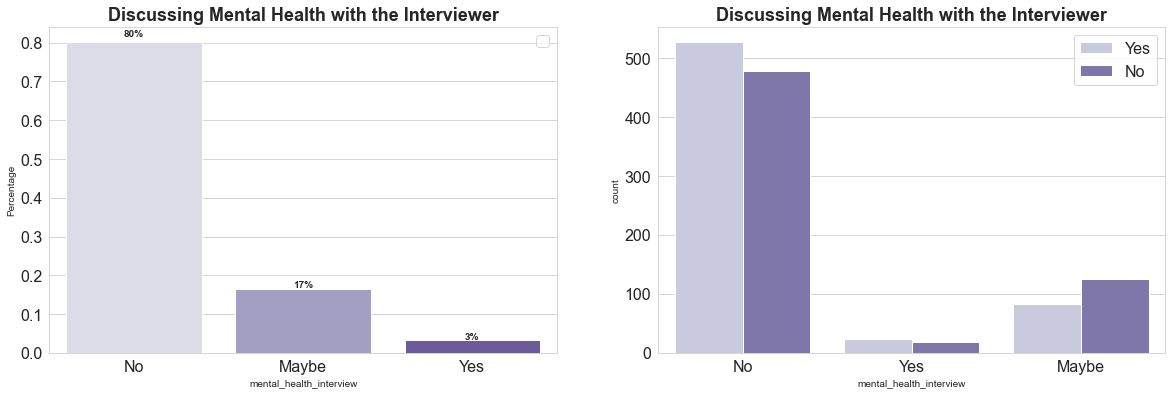 Discussing Mental Health with the Interviewer
80%
17%
3%
0.8
0.7
0.6
0.5
0.4
0.3
0.2
0.1
0.0
Percentage
No Maybe Yes
mental_health_interview
Discussing Mental Health with the Interviewer
Yes
No
500
400
300
200
100
0
count
No Yes Maybe
mental_health_interview